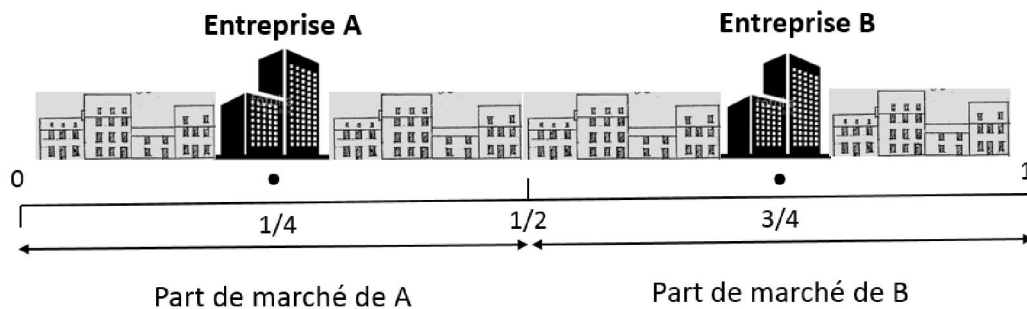 Entreprise A
Entreprise B
0
1
1/4
1/2
3/4
Part de marché de A
Part de marché de B